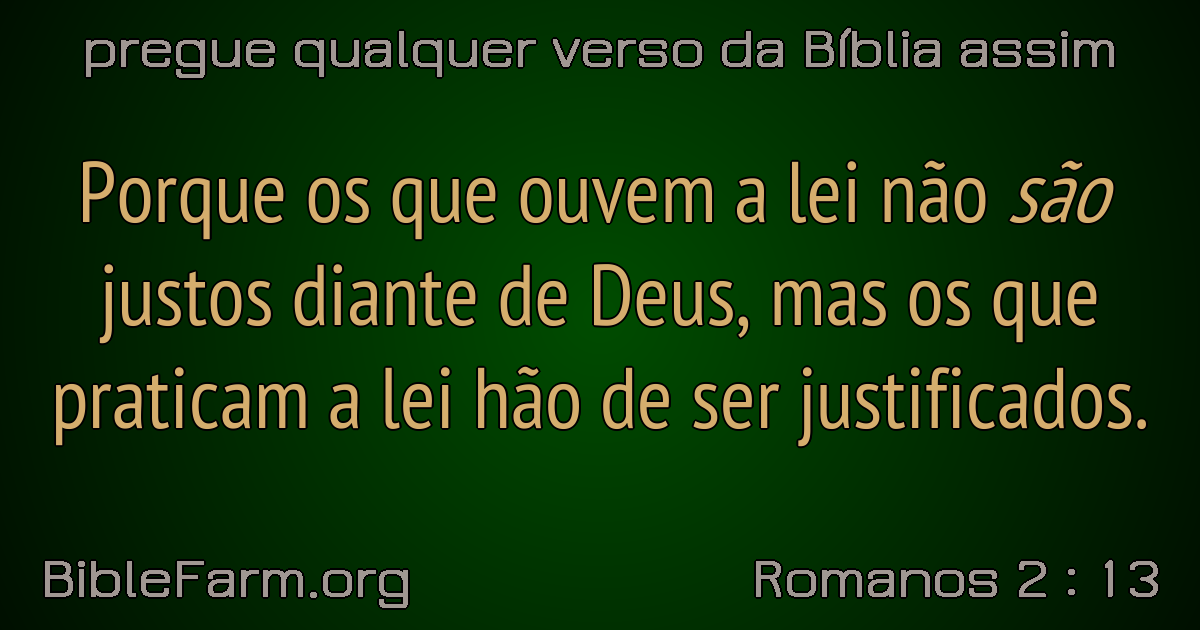 pregue qualquer verso da Bíblia assim
Porque os que ouvem a lei não são
justos diante de Deus, mas os que
praticam a lei hão de ser justificados.
BibleFarm.org
Romanos 2 : 13